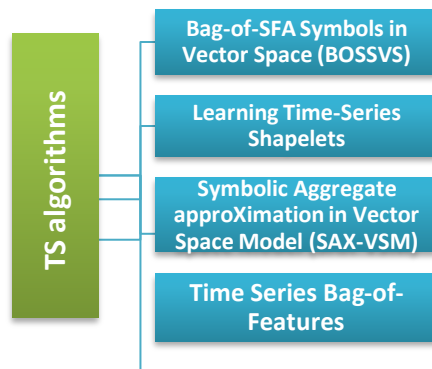 TS algorithms
Bag-of-SFA Symbols in
Vector Space (BOSSVS)
Learning Time-Series
Shapelets
Symbolic Aggregate
approXimation in Vector
Space Model (SAX-VSM)
Time Series Bag-of-
Features